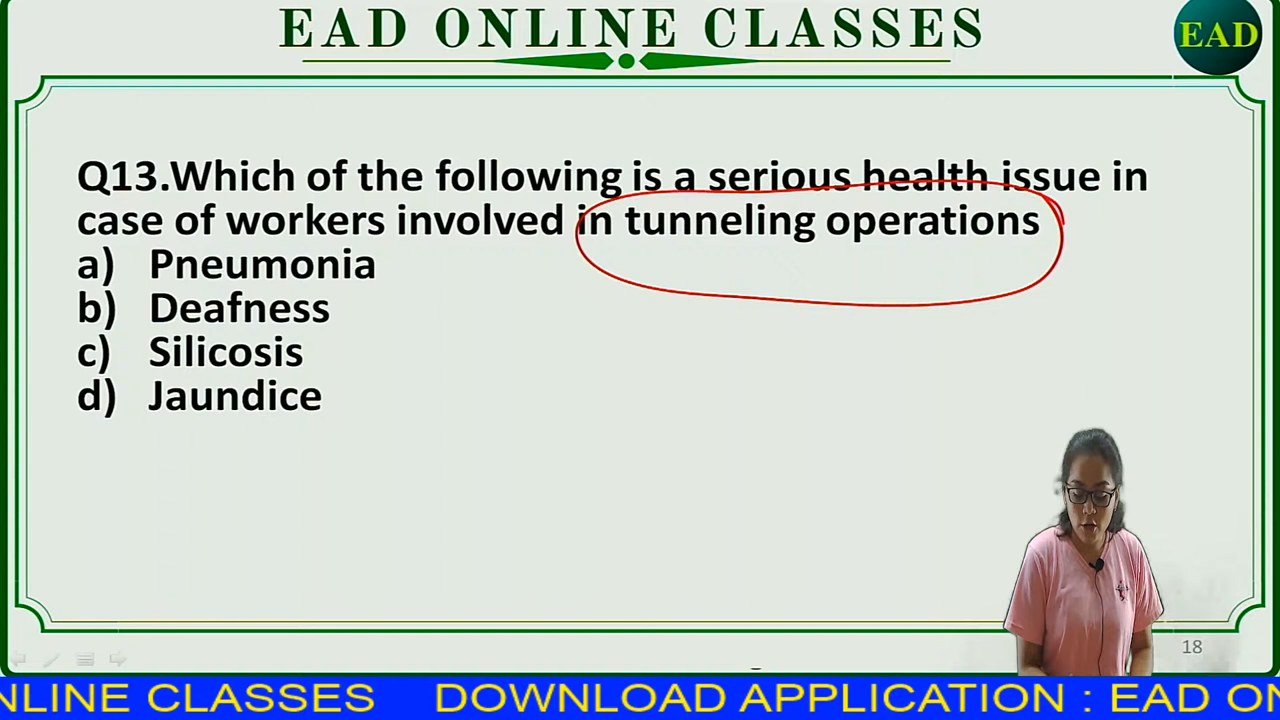 EAD ONLINE CLASSES
EAD
Q13.Which of the following is a serious health issue in
case of workers involved in tunneling operations
a) Pneumonia
b) Deafness
c) Silicosis
d) Jaundice
18
NLINE CLASSES DOWNLOAD APPLICATION : EAD ON